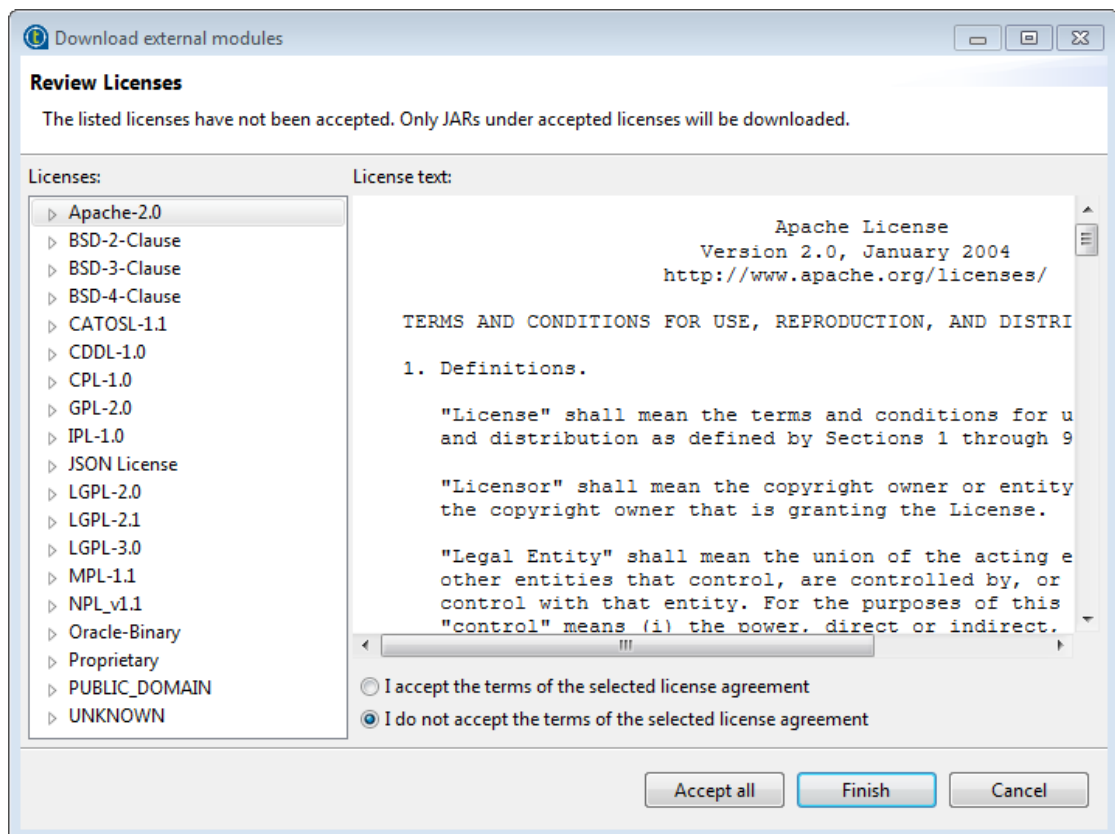 Download external modules
Review Licenses
The listed licenses have not been accepted. Only JARs under accepted licenses will be downloaded.
Licenses:
Apache-2.0
BSD-2-Clause
BSD-3-Clause
BSD-4-Clause
CATOSL-1.1
CDDL-1.0
CPL-1.0
GPL-2.0
IPL-1.0
JSON License
LGPL-2.0
LGPL-2.1
LGPL-3.0
MPL-1.1
NPL_v1.1
Oracle-Binary
Proprietary
PUBLIC_DOMAIN
UNKNOWN
License text:
Apache License
Version 2.0, January 2004
http://www.apache.org/licenses/
TERMS AND CONDITIONS FOR USE, REPRODUCTION, AND DISTRI
1. Definitions.
"License" shall mean the terms and conditions for u
and distribution as defined by Sections 1 through 9
"Licensor" shall mean the copyright owner or entity
the copyright owner that is granting the License.
"Legal Entity" shall mean the union of the acting e
other entities that control, are controlled by, or
control with that entity. For the purposes of this
"control" means (i) the power, direct or indirect,
I accept the terms of the selected license agreement
I do not accept the terms of the selected license agreement
Accept all
Finish
Cancel